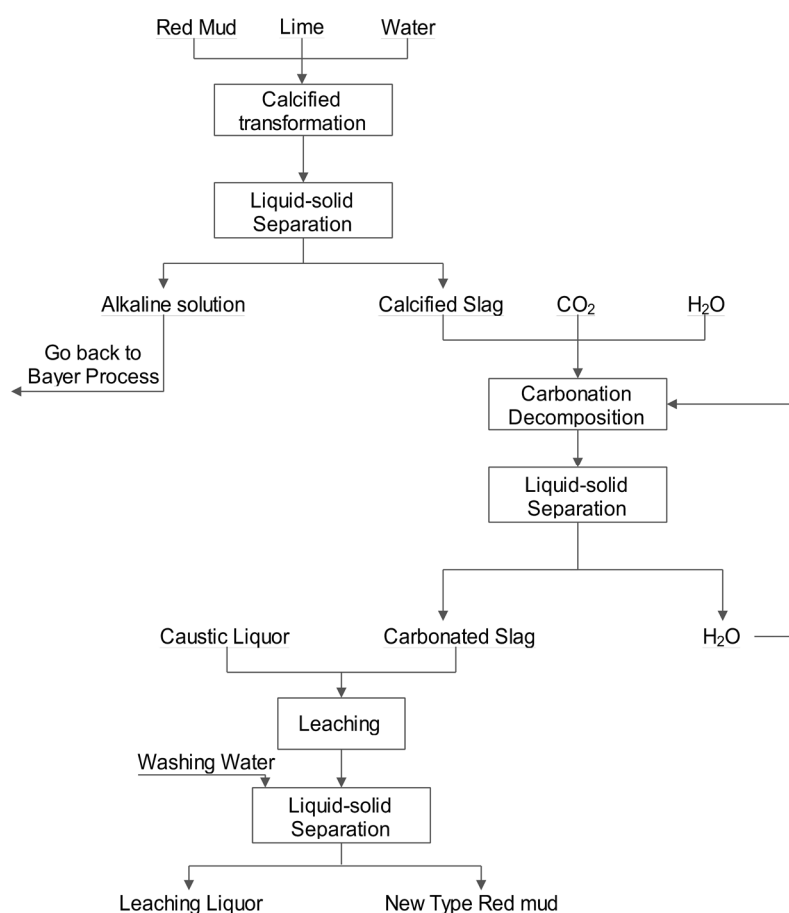 Red Mud Lime Water
Calcified
transformation
Liquid-solid
Separation
Alkaline solution Calcified Slag CO₂ H₂O
Go back to
Bayer Process
Carbonation
Decomposition
Liquid-solid
Separation
Caustic Liquor Carbonated Slag H₂O
Leaching
Washing Water
Liquid-solid
Separation
Leaching Liquor New Type Red mud